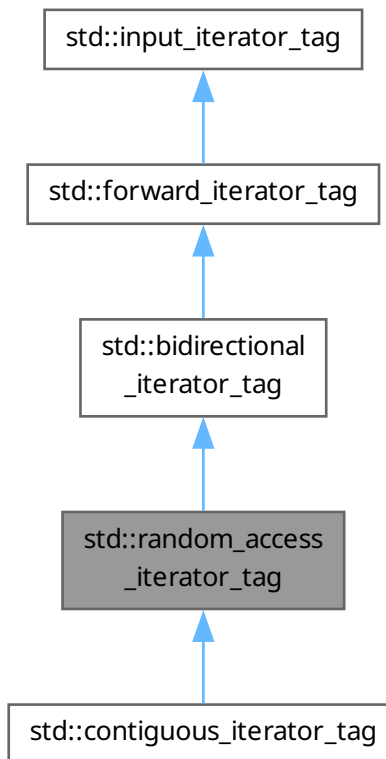 std::input_iterator_tag
std::forward_iterator_tag
std::bidirectional
_iterator_tag
std::random_access
_iterator_tag
std::contiguous_iterator_tag